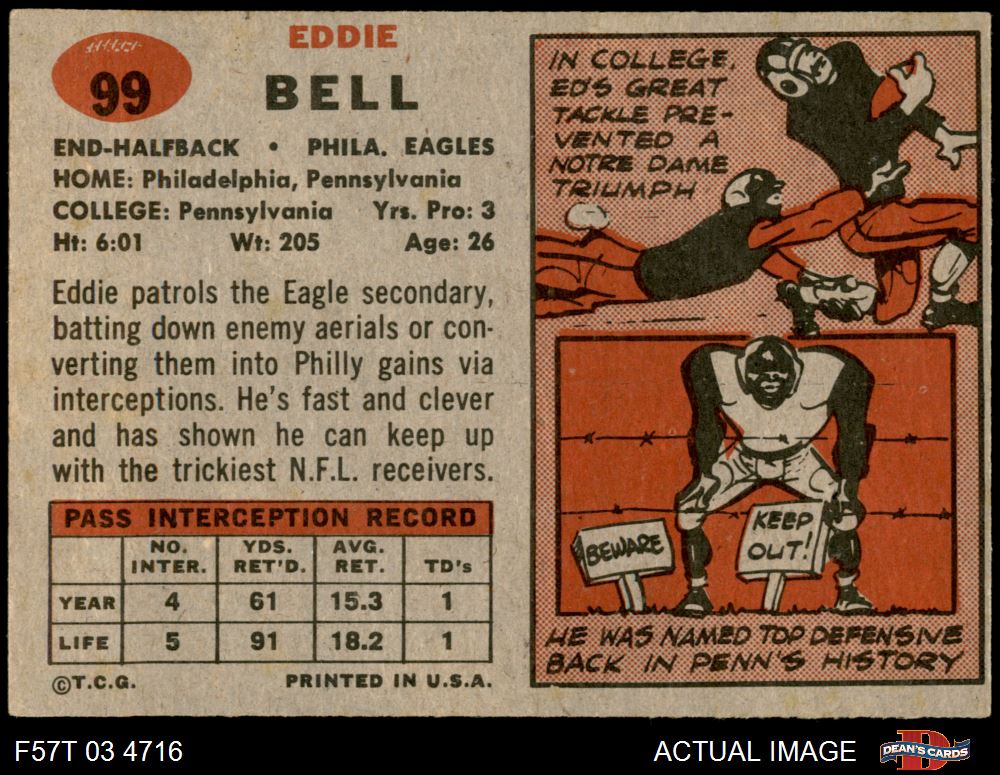 99
EDDIE
BELL
END-HALFBACK • PHILA. EAGLES
HOME: Philadelphia, Pennsylvania
COLLEGE: Pennsylvania Yrs. Pro: 3
Ht: 6:01 Wt: 205 Age: 26
Eddie patrols the Eagle secondary,
batting down enemy aerials or con-
verting them into Philly gains via
interceptions. He's fast and clever
and has shown he can keep up
with the trickiest N.F.L. receivers.
PASS INTERCEPTION RECORD
NO. INTER. YDS. RET'D. AVG. RET. TD's
YEAR 4 61 15.3 1
LIFE 5 91 18.2 1
©T.C.G. PRINTED IN U.S.A.
IN COLLEGE,
ED'S GREAT
TACKLE PRE-
VENTED A
NOTRE DAME
TRIUMPH
BEWARE
KEEP
OUT!
HE WAS NAMED TOP DEFENSIVE
BACK IN PENN'S HISTORY
F57T 03 4716 ACTUAL IMAGE DEAN'S CARDS